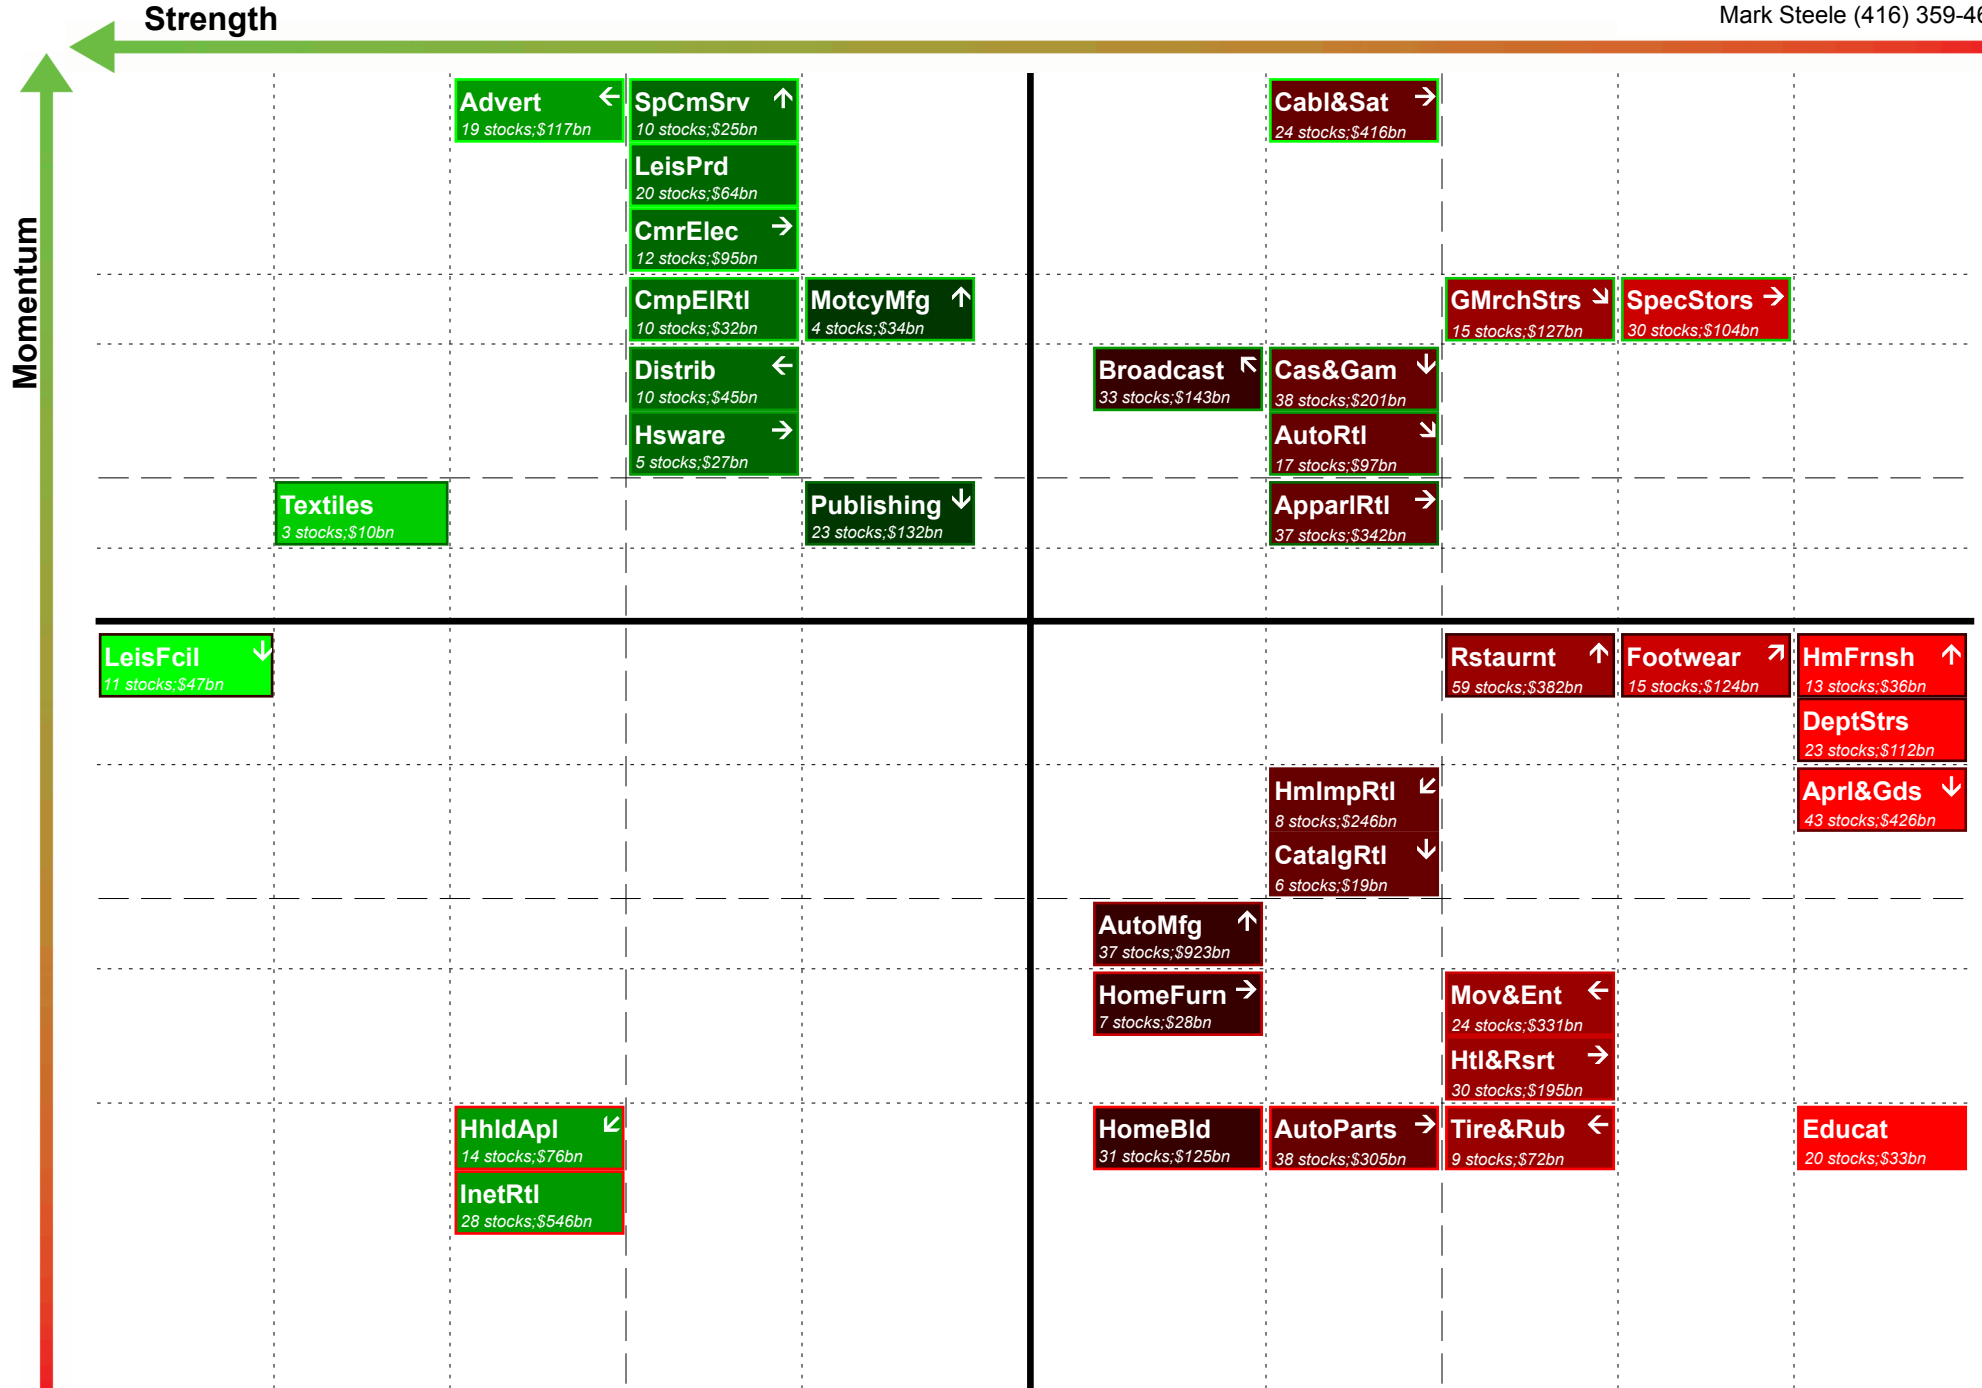 Strength
Mark Steele (416) 359-46
Momentum
Advert
19 stocks;$117bn
SpCmSrv
10 stocks;$25bn
Cabl&Sat
24 stocks;$416bn
LeisPrd
20 stocks;$64bn
CmrElec
12 stocks;$95bn
CmpElRtl
10 stocks;$32bn
MotcyMfg
4 stocks;$34bn
GMrchStrs
15 stocks;$127bn
SpecStors
30 stocks;$104bn
Distrib
10 stocks;$45bn
Broadcast
33 stocks;$143bn
Cas&Gam
38 stocks;$201bn
Hsware
5 stocks;$27bn
AutoRtl
17 stocks;$97bn
Textiles
3 stocks;$10bn
Publishing
23 stocks;$132bn
ApparlRtl
37 stocks;$342bn
LeisFcil
11 stocks;$47bn
Rstaurnt
59 stocks;$382bn
Footwear
15 stocks;$124bn
HmFrnsh
13 stocks;$36bn
DeptStrs
23 stocks;$112bn
HmImpRtl
8 stocks;$246bn
Aprl&Gds
43 stocks;$426bn
CatalgRtl
6 stocks;$19bn
AutoMfg
37 stocks;$923bn
HomeFurn
7 stocks;$28bn
Mov&Ent
24 stocks;$331bn
Htl&Rsrt
30 stocks;$195bn
HhldApl
14 stocks;$76bn
HomeBld
31 stocks;$125bn
AutoParts
38 stocks;$305bn
Tire&Rub
9 stocks;$72bn
Educat
20 stocks;$33bn
InetRtl
28 stocks;$546bn